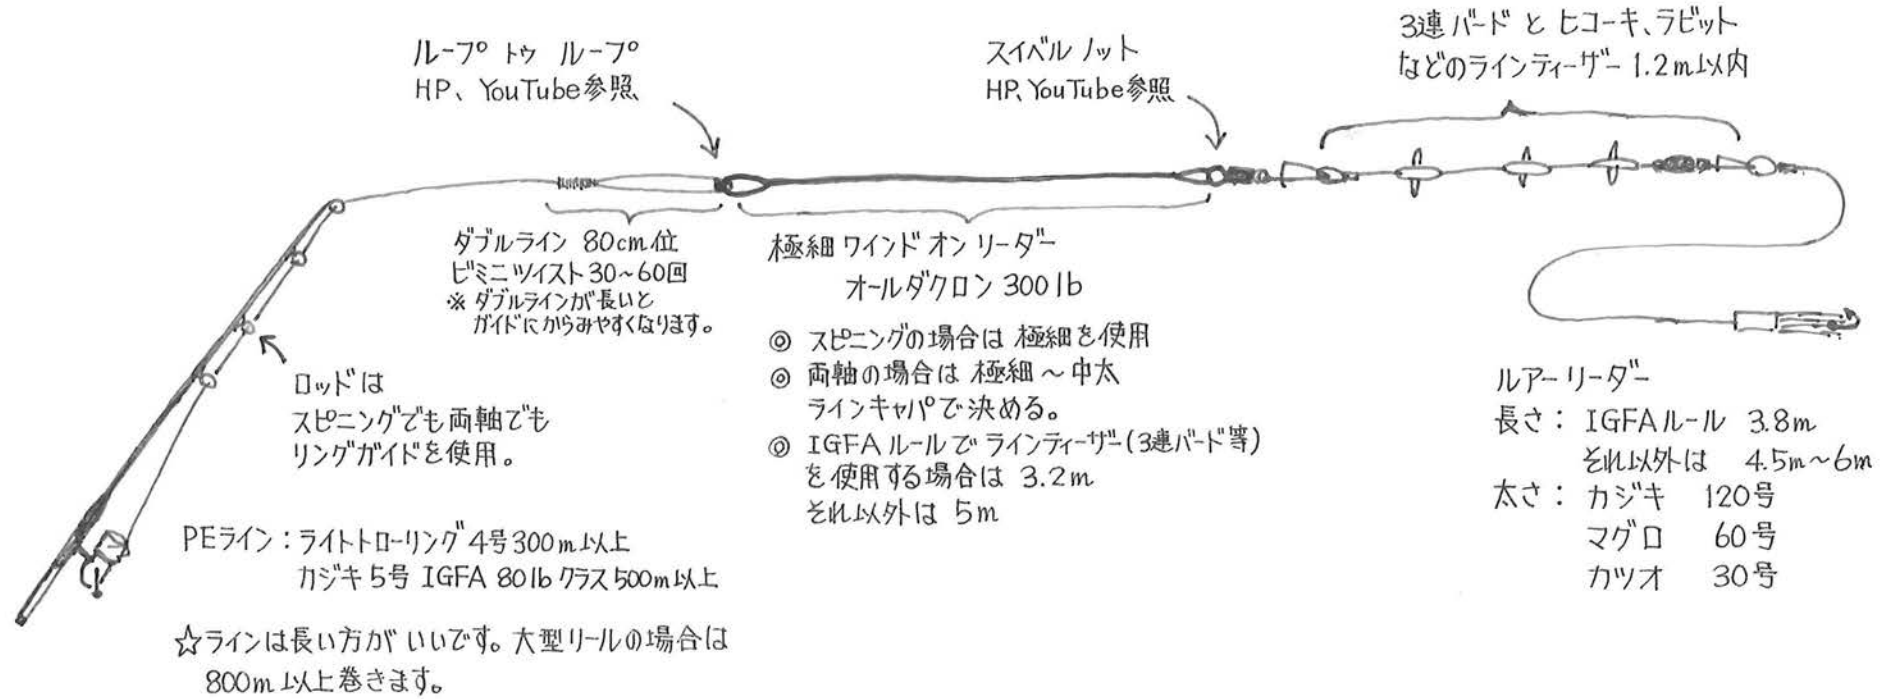 ループ トゥ ループ
HP、YouTube参照
スイベルノット
HP、YouTube参照
3連バードとヒコーキ、ラビット
などのラインティーザー 1.2m以内
ダブルライン 80cm位
ビミニツイスト30~60回
※ ダブルラインが長いと
ガイドにからみやすくなります。
極細ワインドオンリーダー
オールダクロン 300lb
◎ スピニングの場合は 極細を使用
◎ 両軸の場合は 極細 ~ 中太
ラインキャパで決める。
◎ IGFAルールでラインティーザー(3連バード等)
を使用する場合は 3.2m
それ以外は 5m
ロッドは
スピニングでも両軸でも
リングガイドを使用。
PEライン:ライトトローリング 4号300m以上
カジキ5号 IGFA 80lbクラス500m以上
☆ラインは長い方がいいです。大型リールの場合は
800m以上巻きます。
ルアーリーダー
長さ: IGFAルール 3.8m
それ以外は 4.5m~6m
太さ: カジキ 120号
マグロ 60号
カツオ 30号